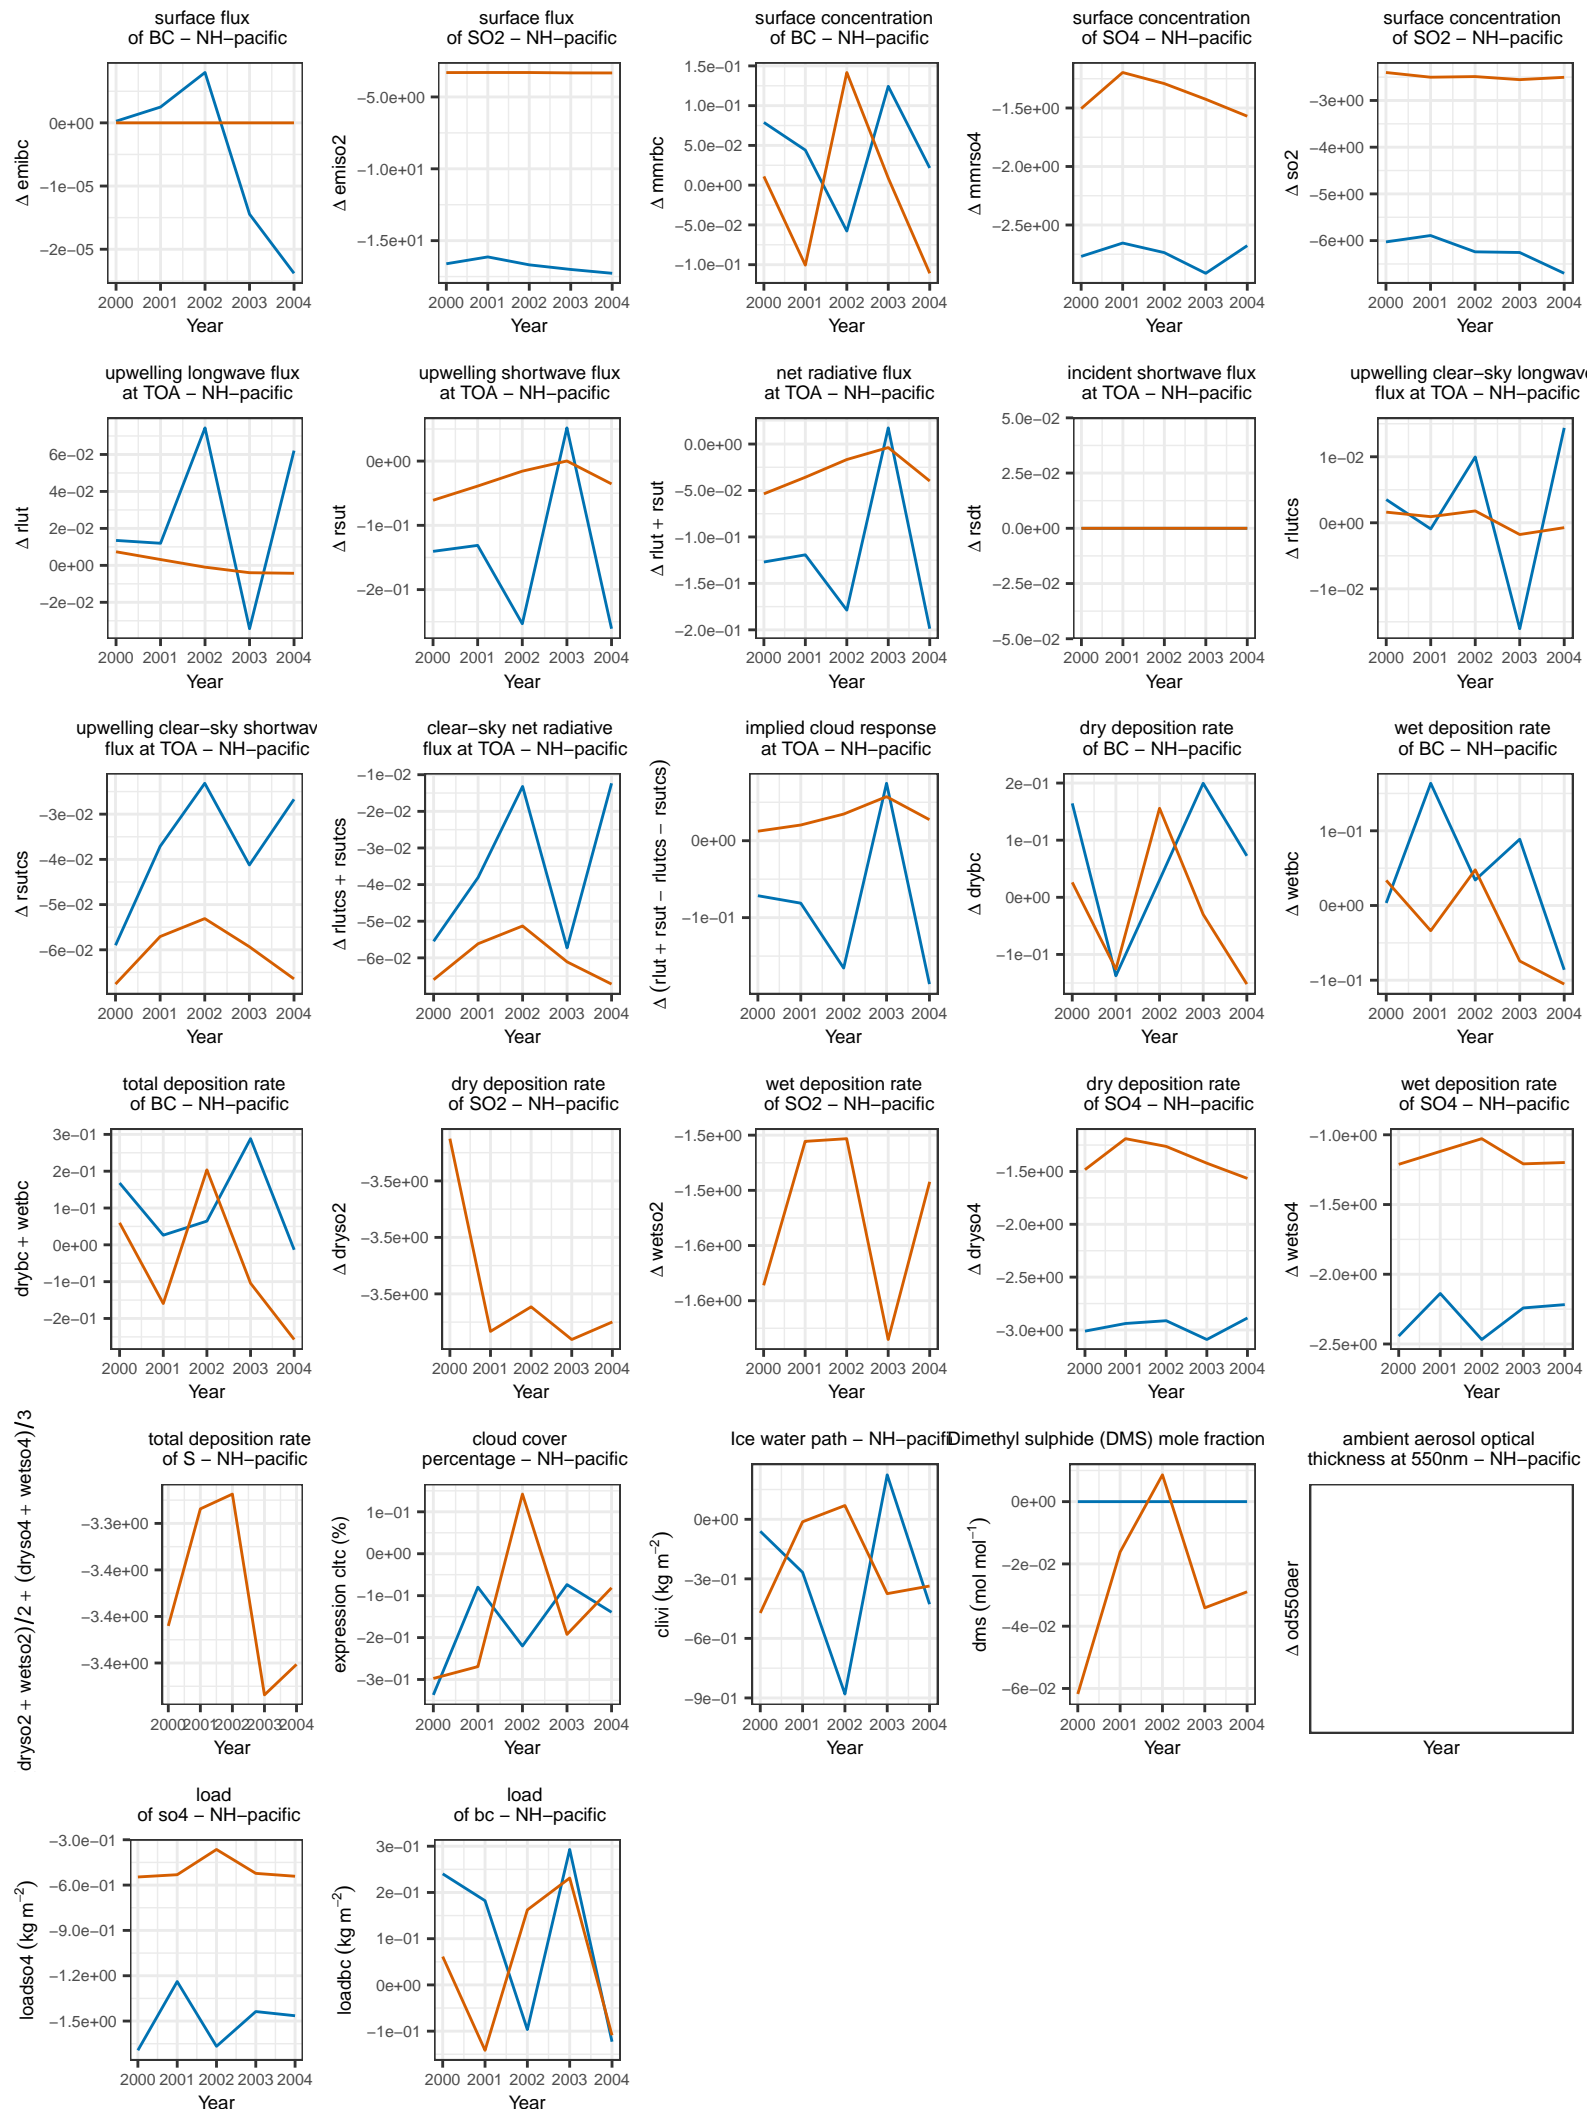 surface flux
of BC − NH−pacific
Δ emibc
0e+00
−1e−05
−2e−05
2000 2001 2002 2003 2004
Year
surface flux
of SO2 − NH−pacific
Δ emiso2
−5.0e+00
−1.0e+01
−1.5e+01
2000 2001 2002 2003 2004
Year
surface concentration
of BC − NH−pacific
Δ mmrbc
1.5e−01
1.0e−01
5.0e−02
0.0e+00
−5.0e−02
−1.0e−01
2000 2001 2002 2003 2004
Year
surface concentration
of SO4 − NH−pacific
Δ mmrso4
−1.5e+00
−2.0e+00
−2.5e+00
2000 2001 2002 2003 2004
Year
surface concentration
of SO2 − NH−pacific
Δ so2
−3e+00
−4e+00
−5e+00
−6e+00
2000 2001 2002 2003 2004
Year
upwelling longwave flux
at TOA − NH−pacific
Δ rlut
6e−02
4e−02
2e−02
0e+00
−2e−02
2000 2001 2002 2003 2004
Year
upwelling shortwave flux
at TOA − NH−pacific
Δ rsut
0e+00
−1e−01
−2e−01
2000 2001 2002 2003 2004
Year
net radiative flux
at TOA − NH−pacific
Δ rlut + rsut
0.0e+00
−5.0e−02
−1.0e−01
−1.5e−01
−2.0e−01
2000 2001 2002 2003 2004
Year
incident shortwave flux
at TOA − NH−pacific
Δ rsdt
5.0e−02
2.5e−02
0.0e+00
−2.5e−02
−5.0e−02
2000 2001 2002 2003 2004
Year
upwelling clear−sky longwave
flux at TOA − NH−pacific
Δ rlutcs
1e−02
0e+00
−1e−02
2000 2001 2002 2003 2004
Year
upwelling clear−sky shortwav
flux at TOA − NH−pacific
Δ rsutcs
−3e−02
−4e−02
−5e−02
−6e−02
2000 2001 2002 2003 2004
Year
clear−sky net radiative
flux at TOA − NH−pacific
Δ rlutcs + rsutcs
−1e−02
−2e−02
−3e−02
−4e−02
−5e−02
−6e−02
2000 2001 2002 2003 2004
Year
implied cloud response
at TOA − NH−pacific
Δ (rlut + rsut − rlutcs − rsutcs)
0e+00
−1e−01
2000 2001 2002 2003 2004
Year
dry deposition rate
of BC − NH−pacific
Δ drybc
2e−01
1e−01
0e+00
−1e−01
2000 2001 2002 2003 2004
Year
wet deposition rate
of BC − NH−pacific
Δ wetbc
1e−01
0e+00
−1e−01
2000 2001 2002 2003 2004
Year
total deposition rate
of BC − NH−pacific
drybc + wetbc
3e−01
2e−01
1e−01
0e+00
−1e−01
−2e−01
2000 2001 2002 2003 2004
Year
dry deposition rate
of SO2 − NH−pacific
Δ dryso2
−3.5e+00
−3.5e+00
−3.5e+00
2000 2001 2002 2003 2004
Year
wet deposition rate
of SO2 − NH−pacific
Δ wetso2
−1.5e+00
−1.5e+00
−1.6e+00
−1.6e+00
2000 2001 2002 2003 2004
Year
dry deposition rate
of SO4 − NH−pacific
Δ dryso4
−1.5e+00
−2.0e+00
−2.5e+00
−3.0e+00
2000 2001 2002 2003 2004
Year
wet deposition rate
of SO4 − NH−pacific
Δ wetso4
−1.0e+00
−1.5e+00
−2.0e+00
−2.5e+00
2000 2001 2002 2003 2004
Year
total deposition rate
of S − NH−pacific
dryso2 + wetso2)/2 + (dryso4 + wetso4)/3
−3.3e+00
−3.4e+00
−3.4e+00
−3.4e+00
2000 2001 2002 2003 2004
Year
cloud cover
percentage − NH−pacific
expression cltc (%)
1e−01
0e+00
−1e−01
−2e−01
−3e−01
2000 2001 2002 2003 2004
Year
Ice water path − NH−pacifi
clivi (kg m⁻²)
0e+00
−3e−01
−6e−01
−9e−01
2000 2001 2002 2003 2004
Year
Dimethyl sulphide (DMS) mole fraction
dms (mol mol⁻¹)
0e+00
−2e−02
−4e−02
−6e−02
2000 2001 2002 2003 2004
Year
ambient aerosol optical
thickness at 550nm − NH−pacific
Δ od550aer
Year
load
of so4 − NH−pacific
loadso4 (kg m⁻²)
−3.0e−01
−6.0e−01
−9.0e−01
−1.2e+00
−1.5e+00
2000 2001 2002 2003 2004
Year
load
of bc − NH−pacific
loadbc (kg m⁻²)
3e−01
2e−01
1e−01
0e+00
−1e−01
2000 2001 2002 2003 2004
Year